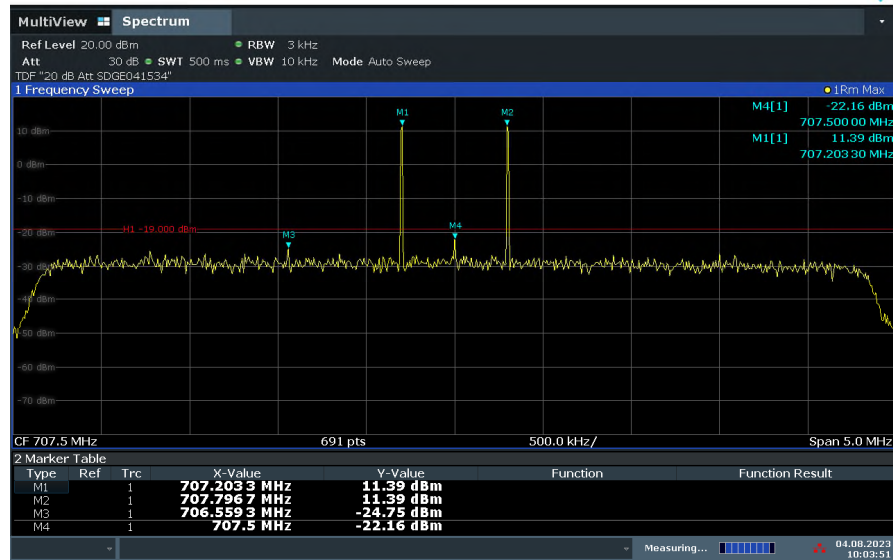 MultiView Spectrum
Ref Level 20.00 dBm RBW 3 kHz
Att 30 dB SWT 500 ms VBW 10 kHz Mode Auto Sweep
TDF "20 dB Att SDGE041534"
1 Frequency Sweep 1Rm Max
M4[1] -22.16 dBm
707.500 00 MHz
M1[1] 11.39 dBm
707.203 30 MHz
M1 M2
10 dBm
0 dBm
-10 dBm
M4
-20 dBm
H1 -19.000 dBm
M3
-30 dBm
-40 dBm
-50 dBm
-60 dBm
-70 dBm
CF 707.5 MHz 691 pts 500.0 kHz/ Span 5.0 MHz
2 Marker Table
Type Ref Trc X-Value Y-Value Function Function Result
M1 1 707.2033 MHz 11.39 dBm
M2 1 707.7967 MHz 11.39 dBm
M3 1 706.5593 MHz -24.75 dBm
M4 1 707.5 MHz -22.16 dBm
Measuring... 04.08.2023
10:03:51